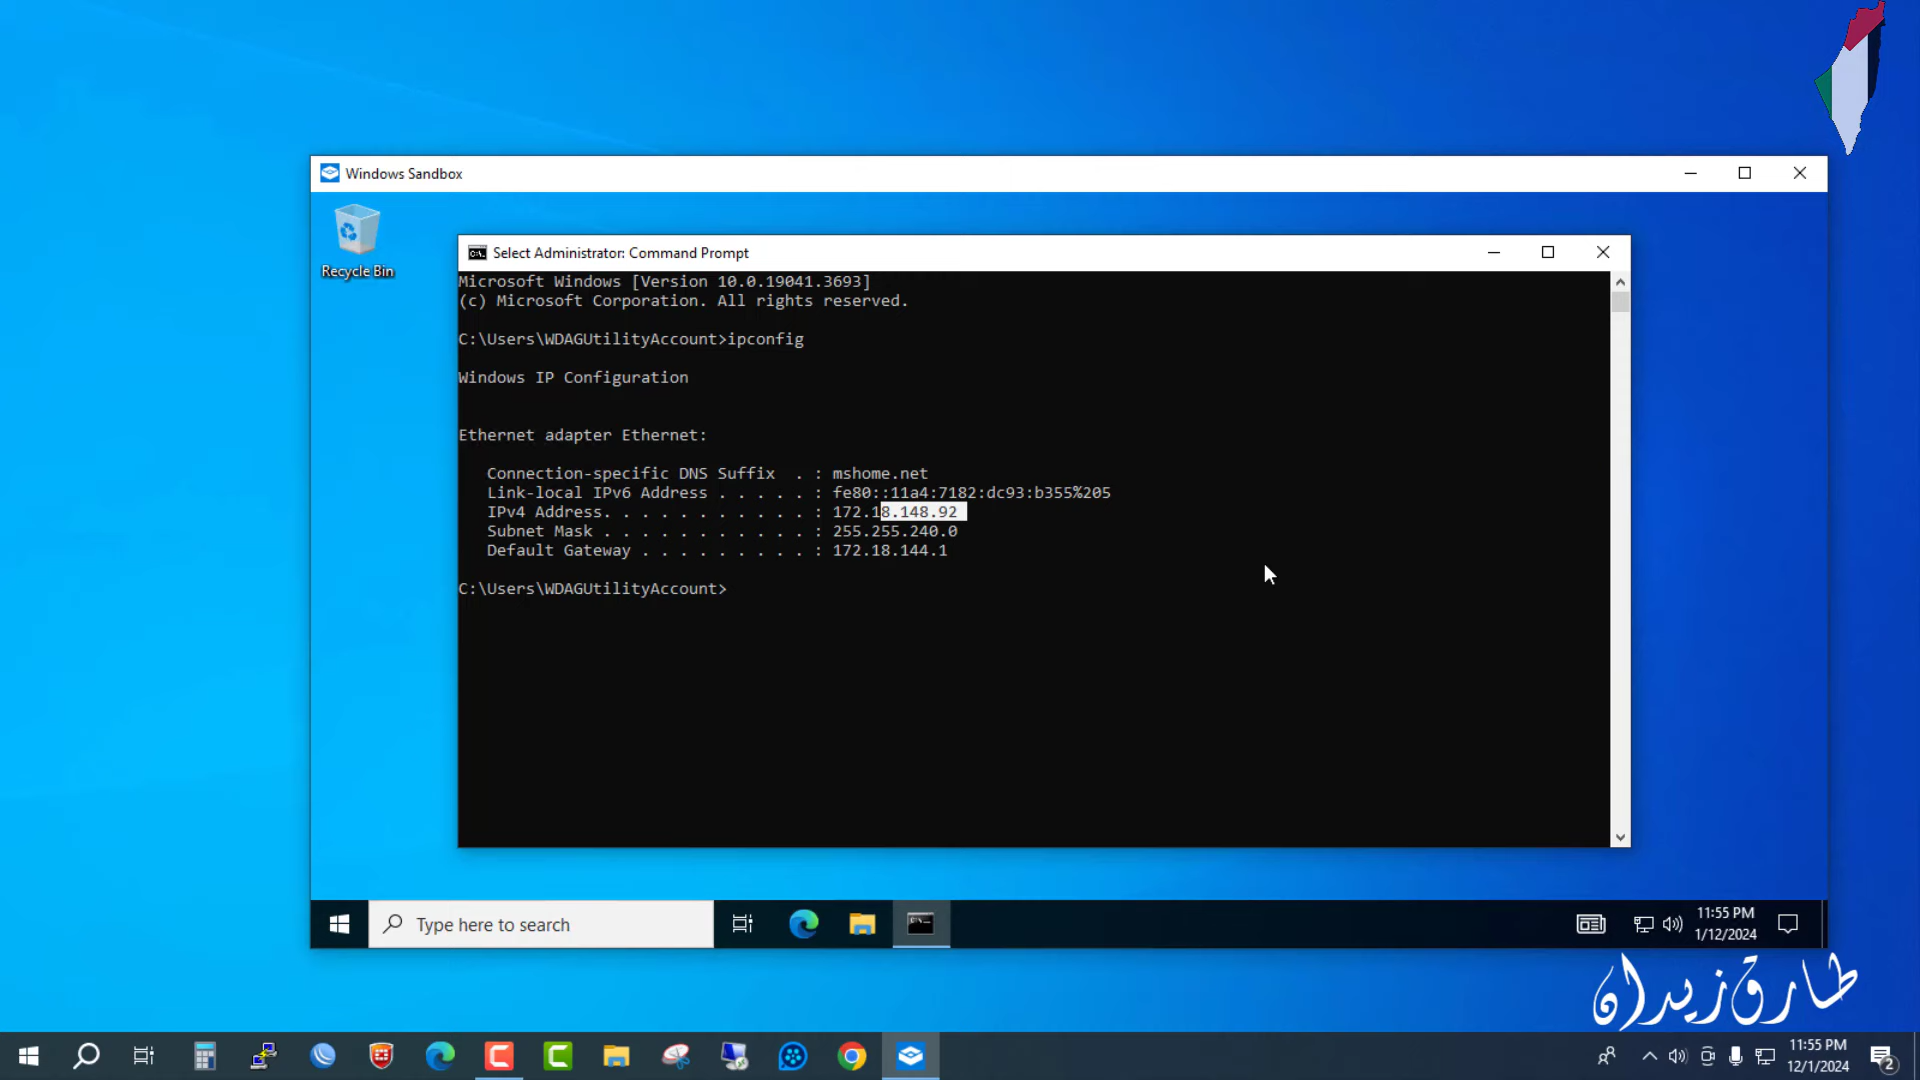 Windows Sandbox
Recycle Bin
Select Administrator: Command Prompt
Microsoft Windows [Version 10.0.19041.3693]
(c) Microsoft Corporation. All rights reserved.
C:\Users\WDAGUtilityAccount>ipconfig
Windows IP Configuration
Ethernet adapter Ethernet:
Connection-specific DNS Suffix . : mshome.net
Link-local IPv6 Address . . . . . : fe80::11a4:7182:dc93:b355%205
IPv4 Address. . . . . . . . . . . : 172.18.148.92
Subnet Mask . . . . . . . . . . . : 255.255.240.0
Default Gateway . . . . . . . . . : 172.18.144.1
C:\Users\WDAGUtilityAccount>
Type here to search
11:55 PM
1/12/2024
طارق زيدان
11:55 PM
12/1/2024
2